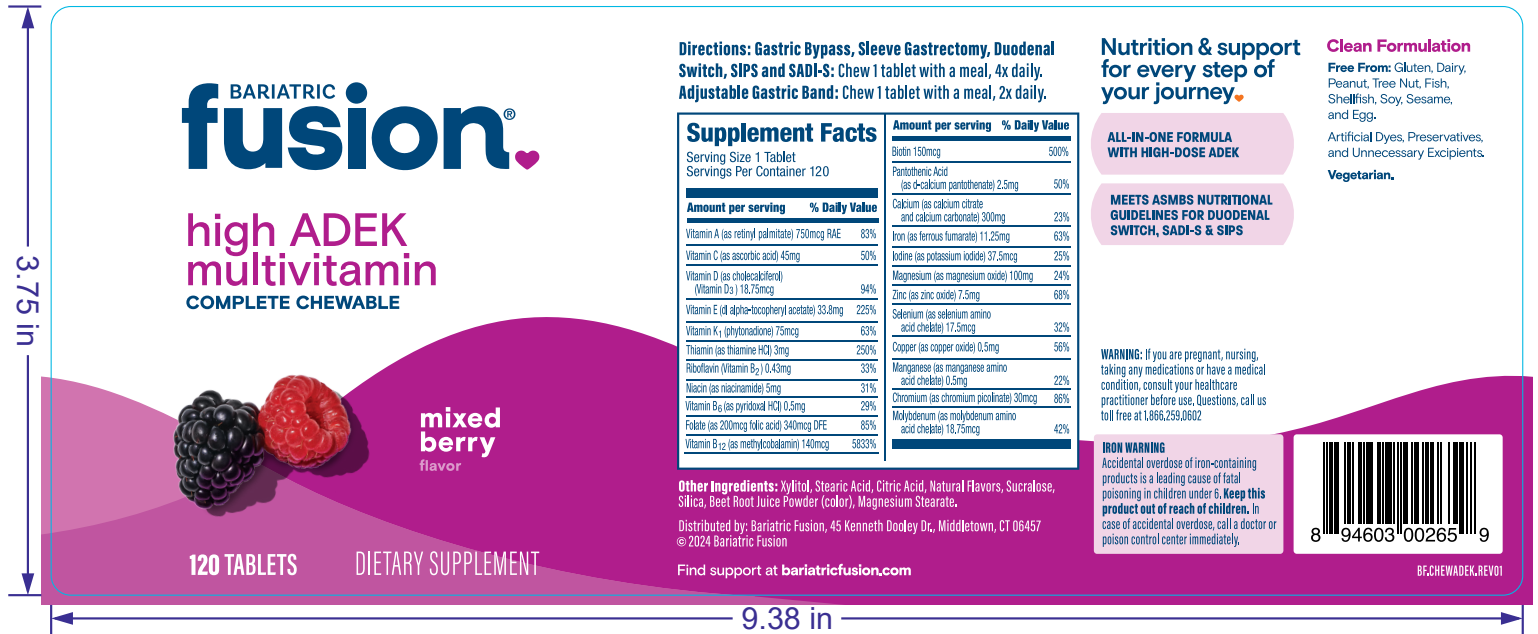 3.75 in
BARIATRIC
fusion®
high ADEK
multivitamin
COMPLETE CHEWABLE
mixed
berry
flavor
120 TABLETS
DIETARY SUPPLEMENT
Directions: Gastric Bypass, Sleeve Gastrectomy, Duodenal
Switch, SIPS and SADI-S: Chew 1 tablet with a meal, 4x daily.
Adjustable Gastric Band: Chew 1 tablet with a meal, 2x daily.
Supplement Facts
Serving Size 1 Tablet
Servings Per Container 120
Amount per serving % Daily Value
Vitamin A (as retinyl palmitate) 750mcg RAE 83%
Vitamin C (as ascorbic acid) 45mg 50%
Vitamin D (as cholecalciferol)
(Vitamin D3 ) 18.75mcg 94%
Vitamin E (dl alpha-tocopheryl acetate) 33.8mg 225%
Vitamin K1 (phytonadione) 75mcg 63%
Thiamin (as thiamine HCl) 3mg 250%
Riboflavin (Vitamin B2 ) 0.43mg 33%
Niacin (as niacinamide) 5mg 31%
Vitamin B6 (as pyridoxal HCl) 0.5mg 29%
Folate (as 200mcg folic acid) 340mcg DFE 85%
Vitamin B12 (as methylcobalamin) 140mcg 5833%
Amount per serving % Daily Value
Biotin 150mcg 500%
Pantothenic Acid
(as d-calcium pantothenate) 2.5mg 50%
Calcium (as calcium citrate
and calcium carbonate) 300mg 23%
Iron (as ferrous fumarate) 11.25mg 63%
Iodine (as potassium iodide) 37.5mcg 25%
Magnesium (as magnesium oxide) 100mg 24%
Zinc (as zinc oxide) 7.5mg 68%
Selenium (as selenium amino
acid chelate) 17.5mcg 32%
Copper (as copper oxide) 0.5mg 56%
Manganese (as manganese amino
acid chelate) 0.5mg 22%
Chromium (as chromium picolinate) 30mcg 86%
Molybdenum (as molybdenum amino
acid chelate) 18.75mcg 42%
Other Ingredients: Xylitol, Stearic Acid, Citric Acid, Natural Flavors, Sucralose,
Silica, Beet Root Juice Powder (color), Magnesium Stearate.
Distributed by: Bariatric Fusion, 45 Kenneth Dooley Dr., Middletown, CT 06457
© 2024 Bariatric Fusion
Find support at bariatricfusion.com
Nutrition & support
for every step of
your journey.
ALL-IN-ONE FORMULA
WITH HIGH-DOSE ADEK
MEETS ASMBS NUTRITIONAL
GUIDELINES FOR DUODENAL
SWITCH, SADI-S & SIPS
WARNING: If you are pregnant, nursing,
taking any medications or have a medical
condition, consult your healthcare
practitioner before use. Questions, call us
toll free at 1.866.259.0602
IRON WARNING
Accidental overdose of iron-containing
products is a leading cause of fatal
poisoning in children under 6. Keep this
product out of reach of children. In
case of accidental overdose, call a doctor or
poison control center immediately.
Clean Formulation
Free From: Gluten, Dairy,
Peanut, Tree Nut, Fish,
Shellfish, Soy, Sesame,
and Egg.
Artificial Dyes, Preservatives,
and Unnecessary Excipients.
Vegetarian.
8 94603 00265 9
BF.CHEWADEK.REV01
9.38 in